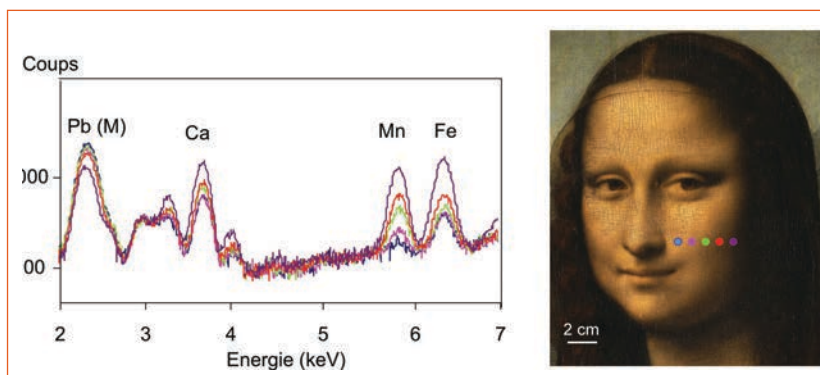 Coups
Pb (M)
Ca
Mn
Fe
000
00
2
3
4
5
6
7
Energie (keV)
2 cm